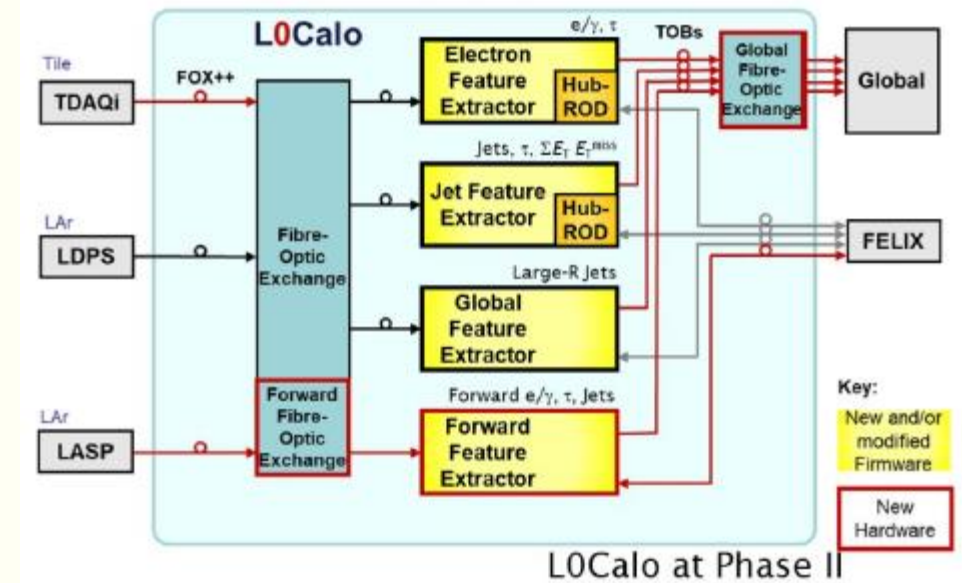 L0Calo
e/γ, τ
TOBs
Tile
TDAQi
FOX++
Electron
Feature
Extractor
Hub-
ROD
Global
Fibre-
Optic
Exchange
Global
Jets, τ, ΣE_T E_T^miss
Jet Feature
Extractor
Hub-
ROD
LAr
LDPS
Fibre-
Optic
Exchange
FELIX
Large-R Jets
Global
Feature
Extractor
LAr
LASP
Forward
Fibre-
Optic
Exchange
Forward e/γ, τ, Jets
Forward
Feature
Extractor
Key:
New and/or
modified
Firmware
New
Hardware
L0Calo at Phase II